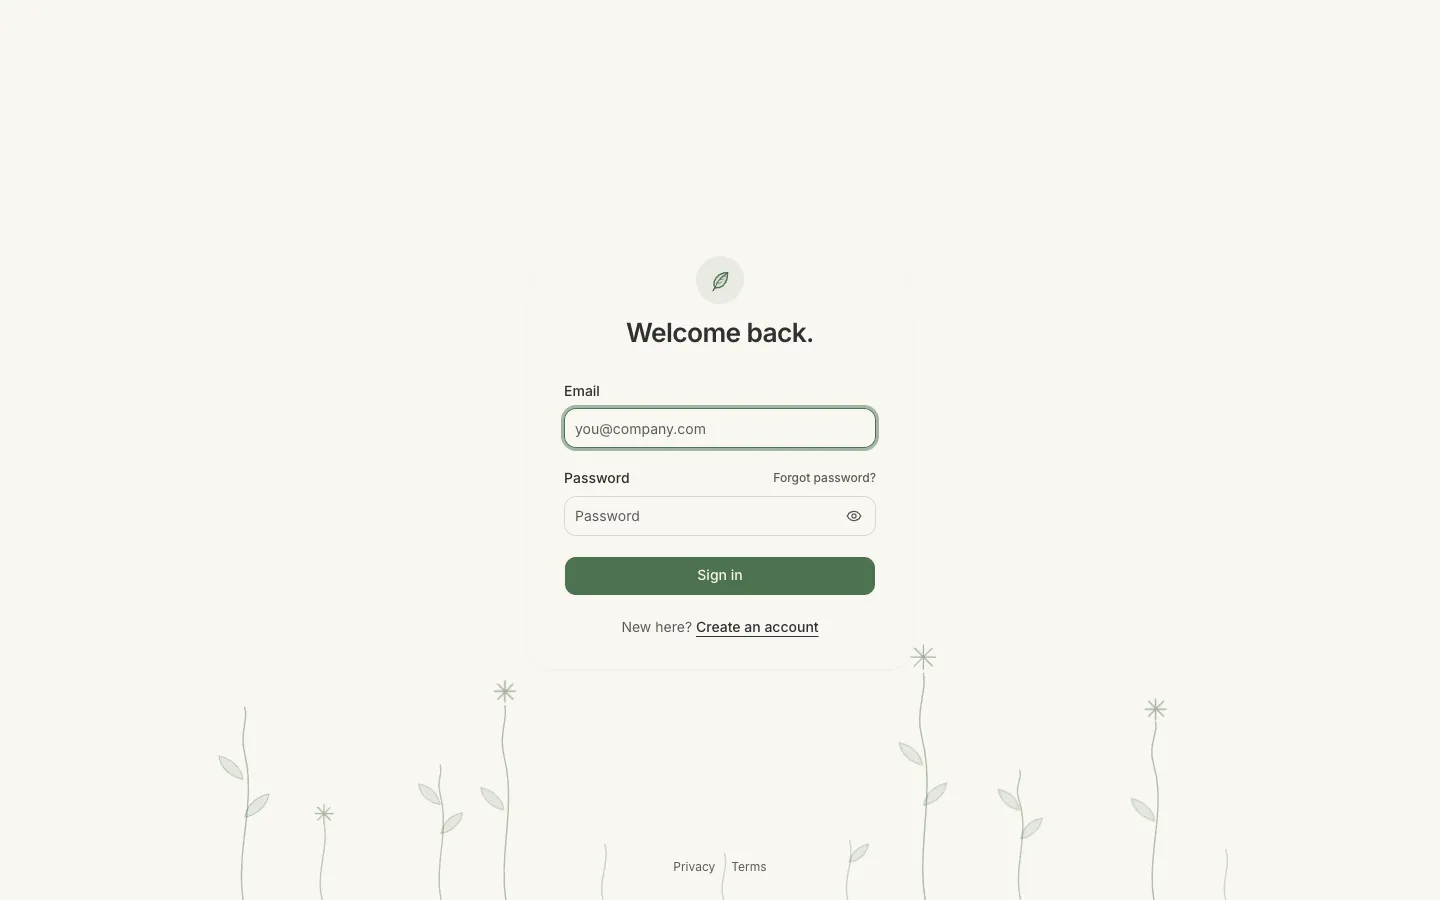 Welcome back.
Email
you@company.com
Password Forgot password?
Password
Sign in
New here? Create an account
Privacy Terms